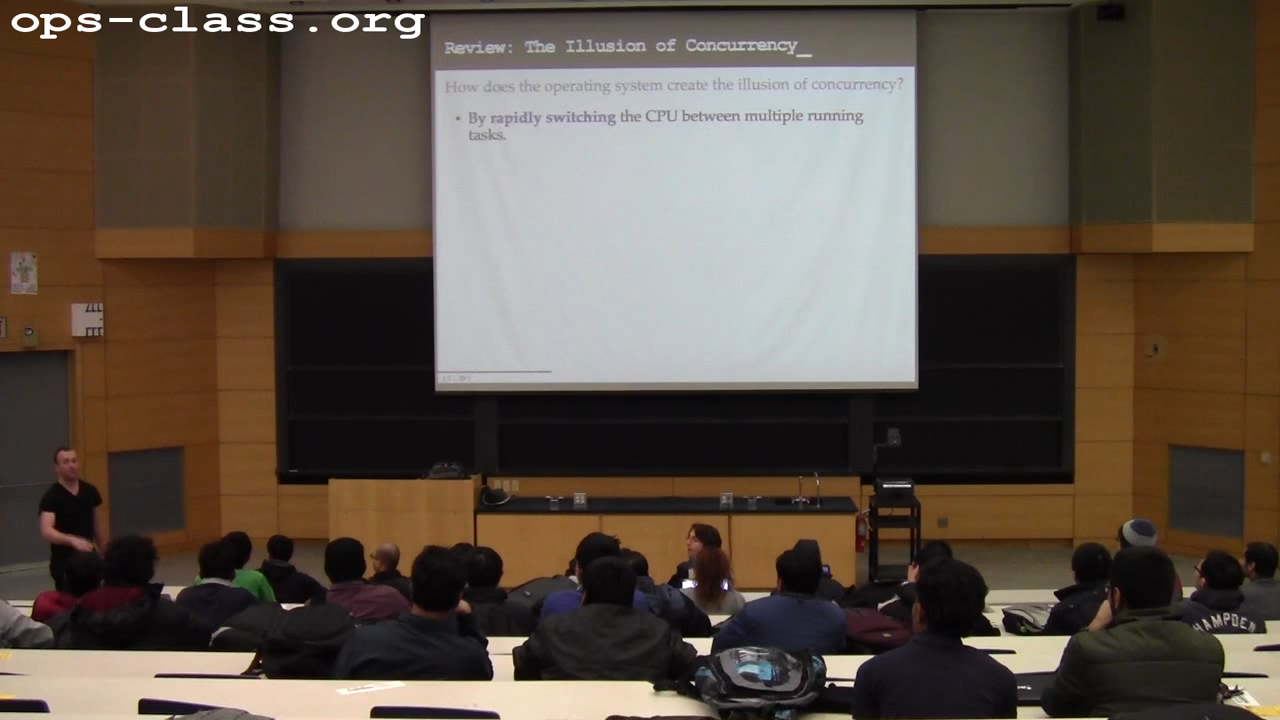 ops-class.org
Review: The Illusion of Concurrency_
How does the operating system create the illusion of concurrency?
• By rapidly switching the CPU between multiple running
tasks.
HAMPDEN